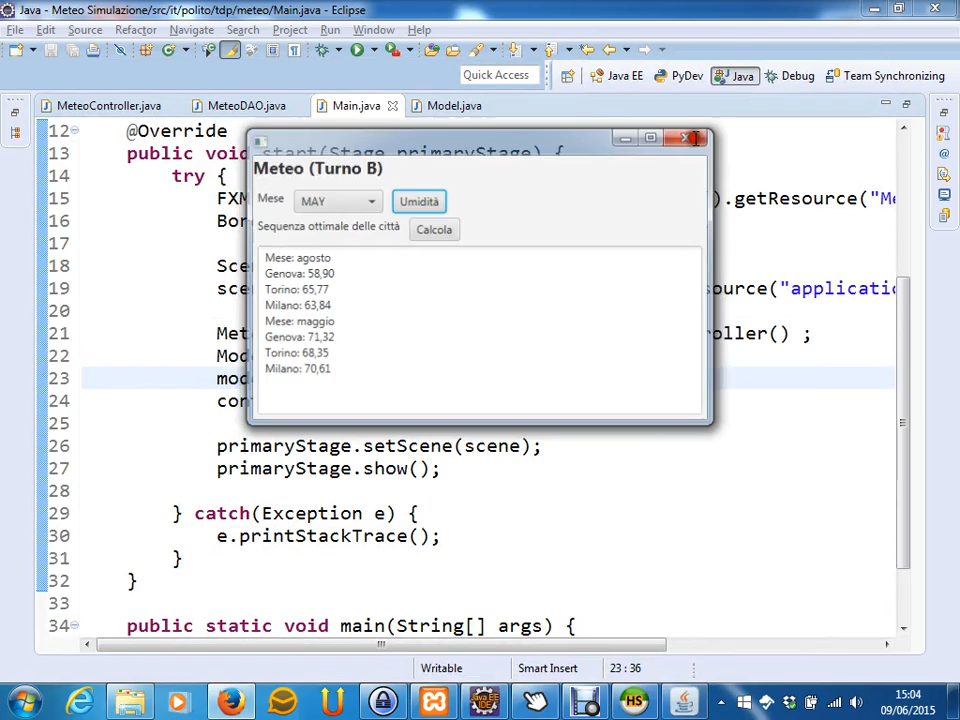 Java - Meteo Simulazione/src/it/polito/tdp/meteo/Main.java - Eclipse
File Edit Source Refactor Navigate Search Project Run Window Help
Quick Access Java EE PyDev Java Debug Team Synchronizing
MeteoController.java MeteoDAO.java Main.java Model.java
12 @Override
13 public void start(Stage primaryStage) {
14 try {
15 FXM ).getResource("Me
16 Bor
17
18 Sce
19 sce source("applicatio
20
21 Met roller() ;
22 Mod
23 mod
24 con
25
26 primaryStage.setScene(scene);
27 primaryStage.show();
28
29 } catch(Exception e) {
30 e.printStackTrace();
31 }
32 }
33
34 public static void main(String[] args) {
Meteo (Turno B)
Mese MAY Umidità
Sequenza ottimale delle città Calcola
Mese: agosto
Genova: 58,90
Torino: 65,77
Milano: 63,84
Mese: maggio
Genova: 71,32
Torino: 68,35
Milano: 70,61
Writable Smart Insert 23 : 36
15:04
09/06/2015